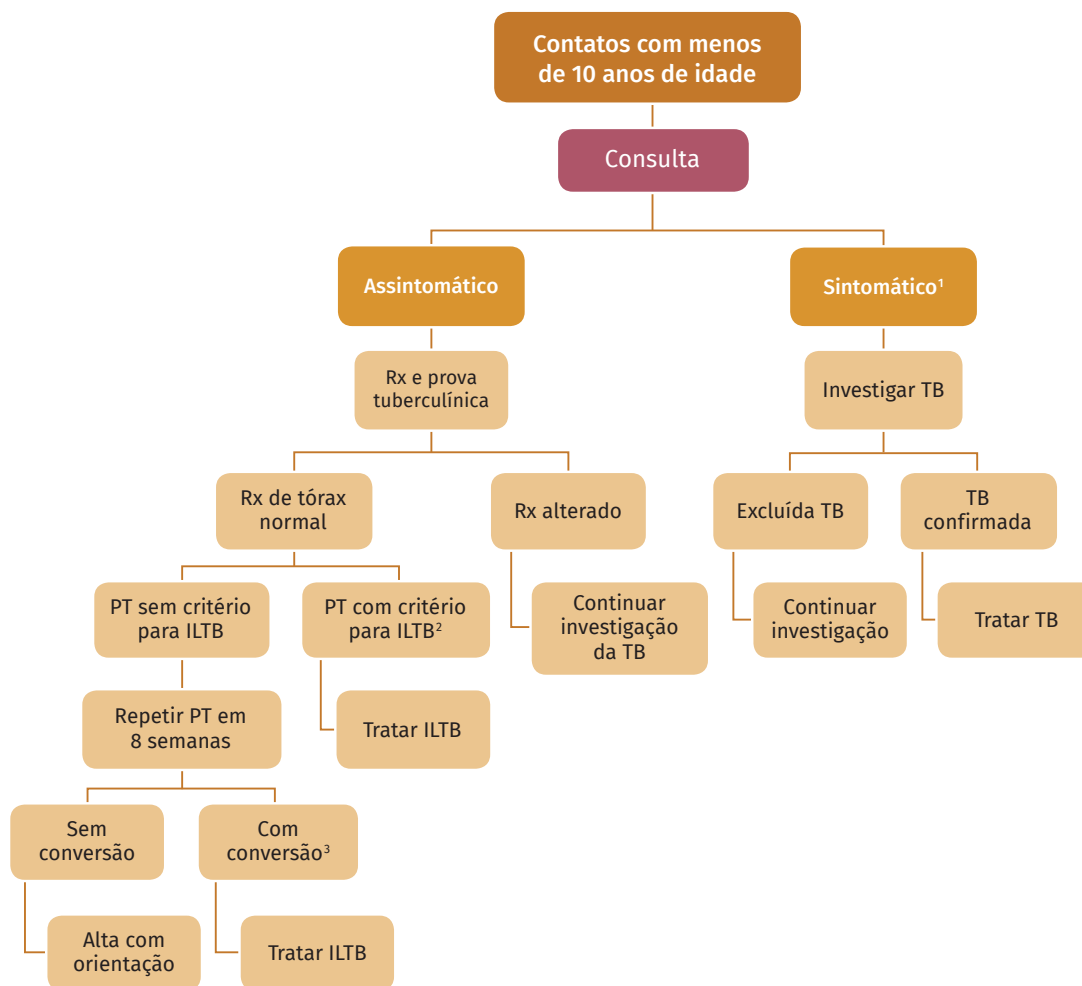 Contatos com menos
de 10 anos de idade
Consulta
Assintomático
Sintomático¹
Rx e prova
tuberculínica
Investigar TB
Rx de tórax
normal
Rx alterado
Excluída TB
TB
confirmada
PT sem critério
para ILTB
PT com critério
para ILTB²
Continuar
investigação
da TB
Continuar
investigação
Tratar TB
Repetir PT em
8 semanas
Tratar ILTB
Sem
conversão
Com
conversão³
Alta com
orientação
Tratar ILTB